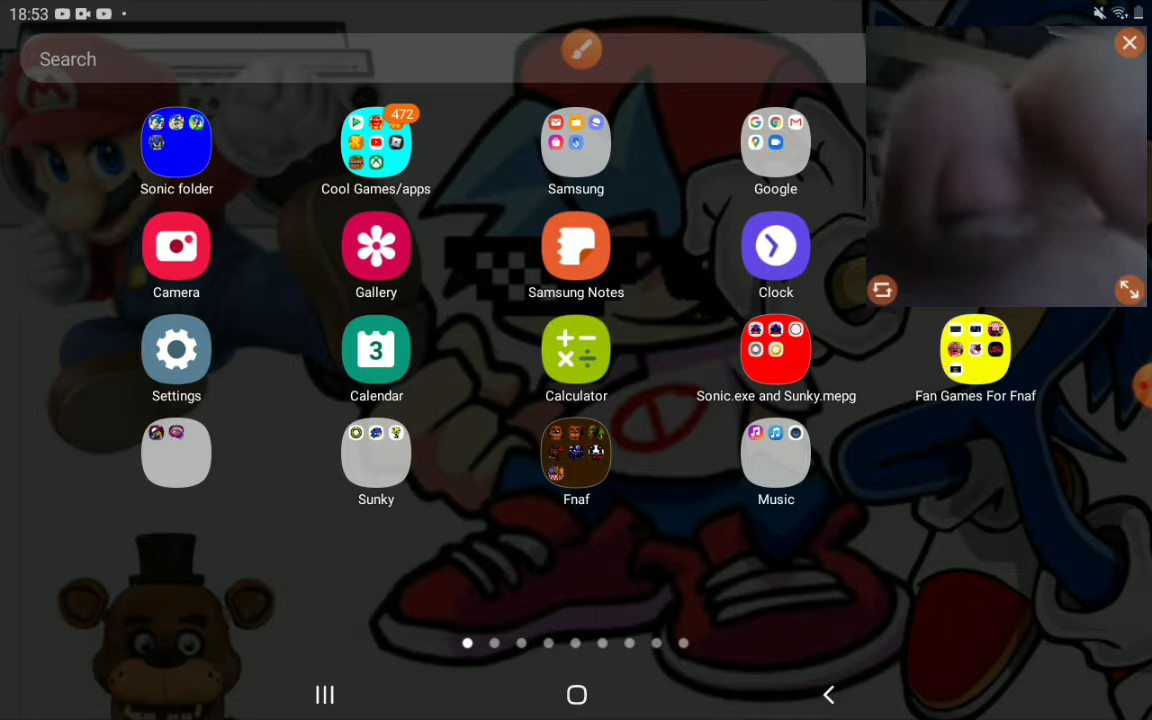 18:53
Search
472
Sonic folder
Cool Games/apps
Samsung
Google
Camera
Gallery
Samsung Notes
Clock
3
Settings
Calendar
Calculator
Sonic.exe and Sunky.mepg
Fan Games For Fnaf
Sunky
Fnaf
Music